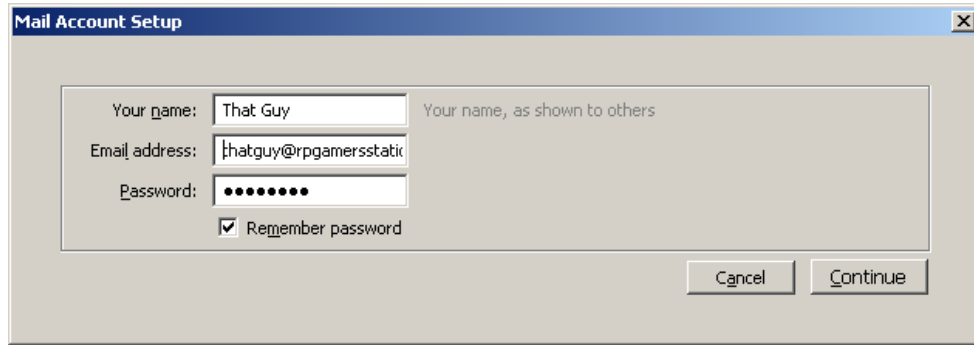 Mail Account Setup
Your name: That Guy Your name, as shown to others
Email address: thatguy@rpgamersstatic
Password: ●●●●●●●●
Remember password
Cancel Continue